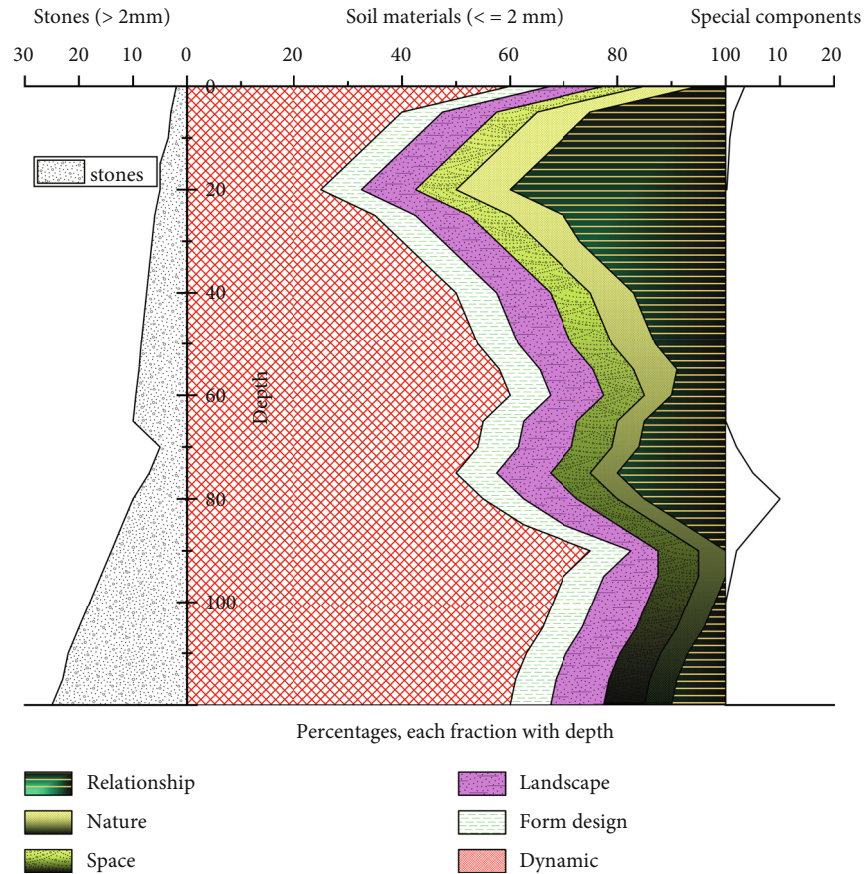 Stones (> 2mm) Soil materials (< = 2 mm) Special components
30 20 10 0 20 40 60 80 100 10 20
0
stones
20
40
Depth
60
80
100
Percentages, each fraction with depth
Relationship Landscape
Nature Form design
Space Dynamic